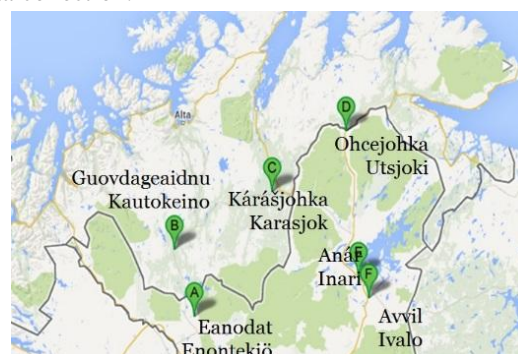 Alta
D
Ohcejohka
Utsjoki
C
Guovdageaidnu
Kautokeino
Kárášjohka
Karasjok
B
Anár
Inari
E
F
A
Avvil
Ivalo
Eanodat
Enontekiö